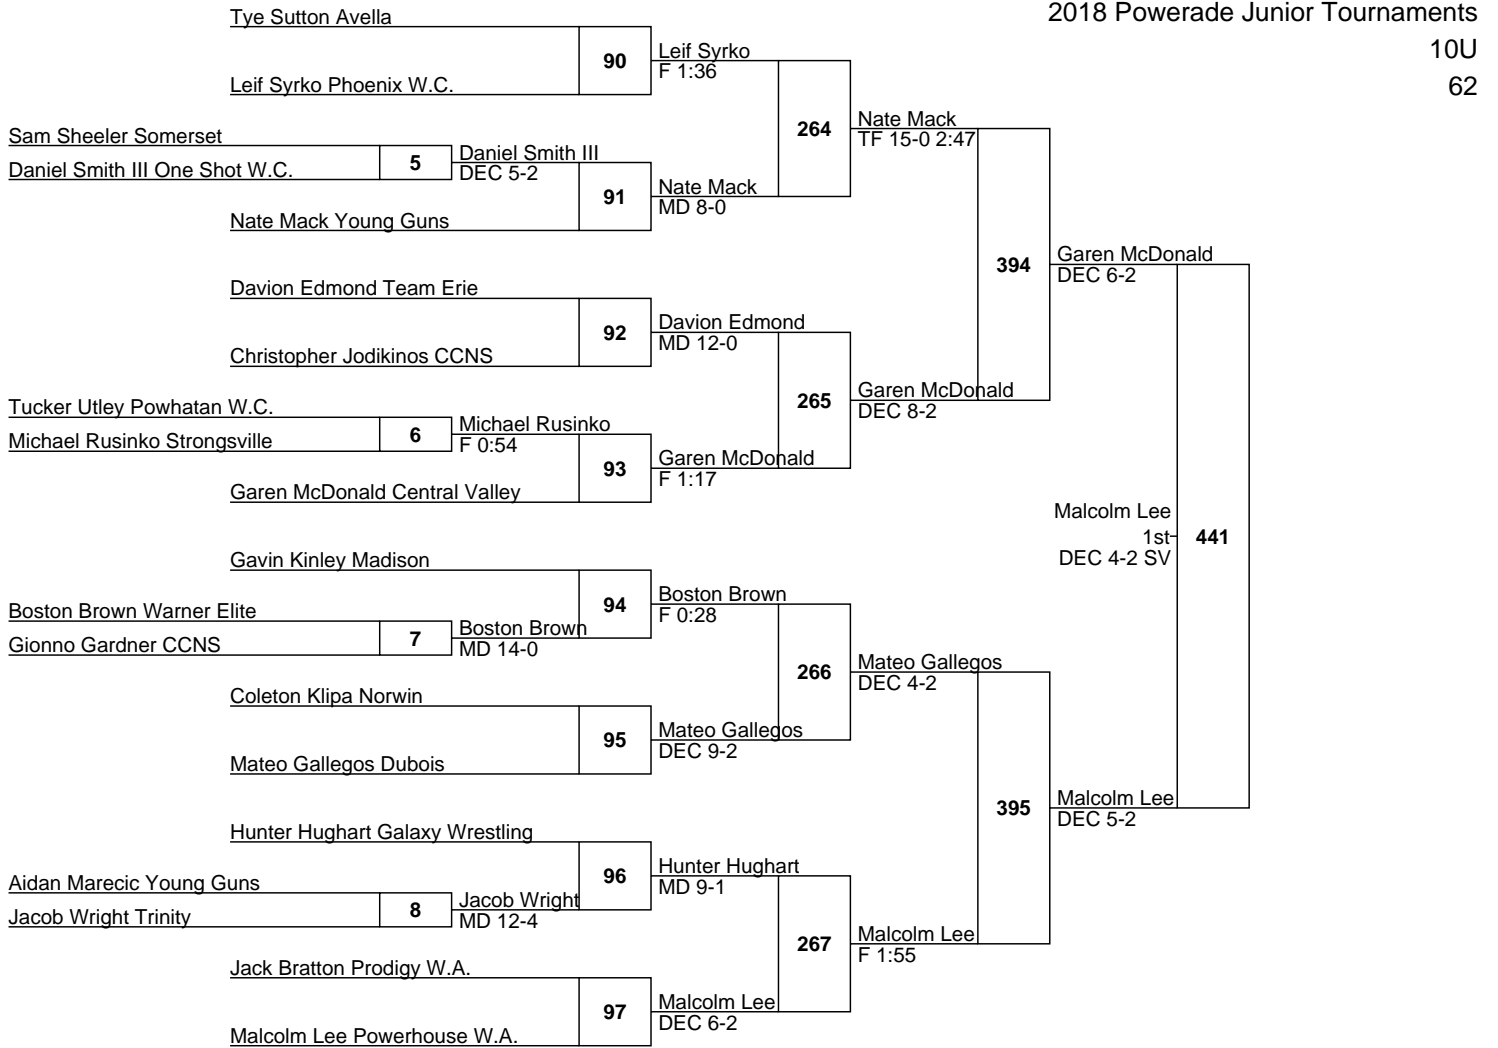 2018 Powerade Junior Tournaments
10U
62
Tye Sutton Avella
90
Leif Syrko
F 1:36
Leif Syrko Phoenix W.C.
264
Nate Mack
TF 15-0 2:47
Sam Sheeler Somerset
5
Daniel Smith III
DEC 5-2
Daniel Smith III One Shot W.C.
91
Nate Mack
MD 8-0
Nate Mack Young Guns
394
Garen McDonald
DEC 6-2
Davion Edmond Team Erie
92
Davion Edmond
MD 12-0
Christopher Jodikinos CCNS
265
Garen McDonald
DEC 8-2
Tucker Utley Powhatan W.C.
6
Michael Rusinko
F 0:54
Michael Rusinko Strongsville
93
Garen McDonald
F 1:17
Garen McDonald Central Valley
Malcolm Lee
1st
DEC 4-2 SV
441
Gavin Kinley Madison
94
Boston Brown
F 0:28
Boston Brown Warner Elite
7
Boston Brown
MD 14-0
Gionno Gardner CCNS
266
Mateo Gallegos
DEC 4-2
Coleton Klipa Norwin
95
Mateo Gallegos
DEC 9-2
Mateo Gallegos Dubois
395
Malcolm Lee
DEC 5-2
Hunter Hughart Galaxy Wrestling
96
Hunter Hughart
MD 9-1
Aidan Marecic Young Guns
8
Jacob Wright
MD 12-4
Jacob Wright Trinity
267
Malcolm Lee
F 1:55
Jack Bratton Prodigy W.A.
97
Malcolm Lee
DEC 6-2
Malcolm Lee Powerhouse W.A.